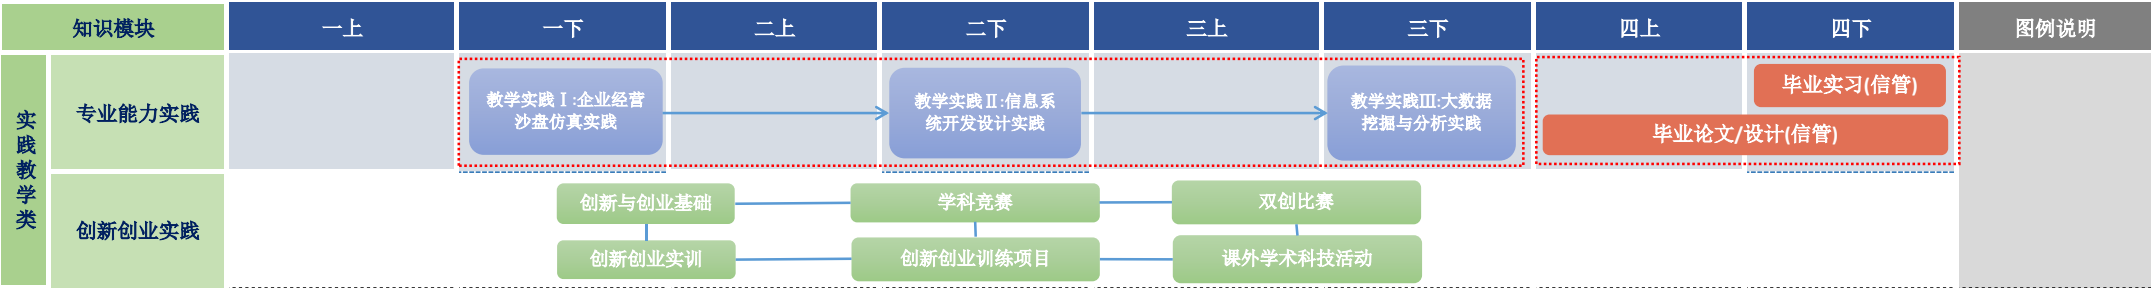 知识模块
一上
一下
二上
二下
三上
三下
四上
四下
图例说明
实践教学类
专业能力实践
教学实践Ⅰ:企业经营
沙盘仿真实践
教学实践Ⅱ:信息系
统开发设计实践
教学实践Ⅲ:大数据
挖掘与分析实践
毕业实习(信管)
毕业论文/设计(信管)
创新创业实践
创新与创业基础
学科竞赛
双创比赛
创新创业实训
创新创业训练项目
课外学术科技活动